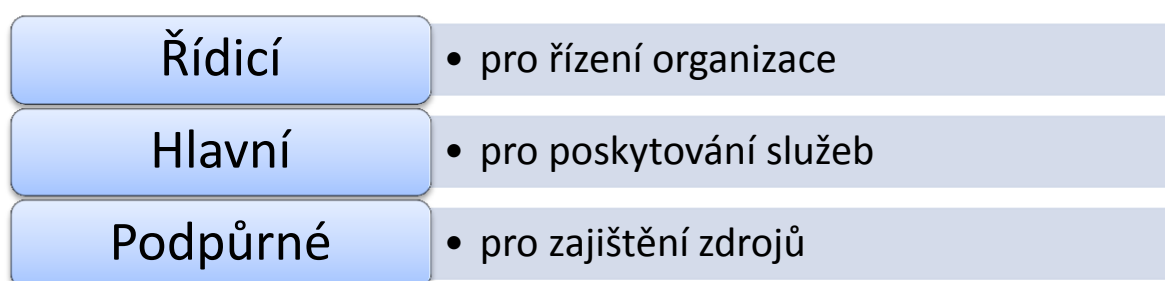 Řídicí
• pro řízení organizace
Hlavní
• pro poskytování služeb
Podpůrné
• pro zajištění zdrojů